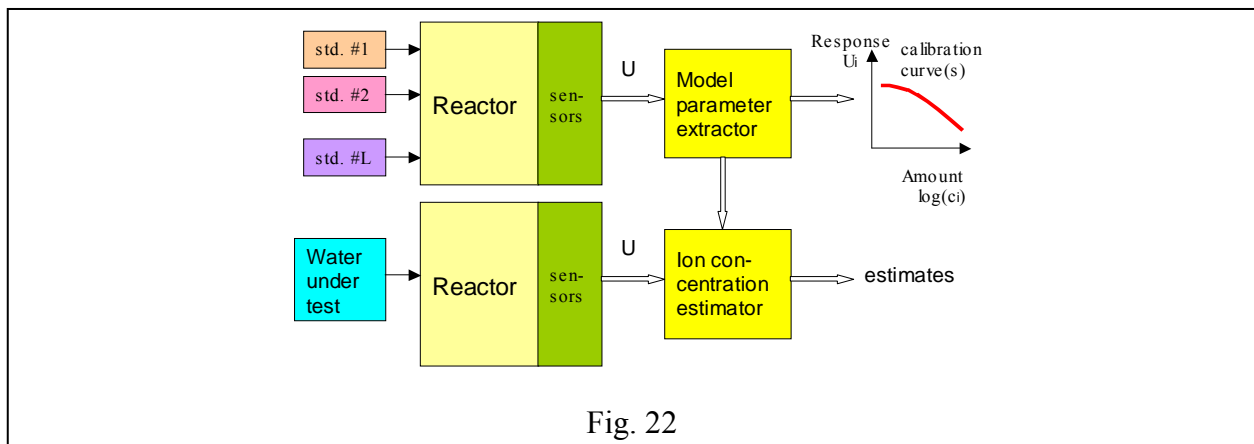 std. #1
std. #2
std. #L
Reactor
sen-
sors
U
Model
parameter
extractor
Response
Ui
calibration
curve(s)
Amount
log(ci)
Water
under
test
Reactor
sen-
sors
U
Ion con-
centration
estimator
estimates
Fig. 22